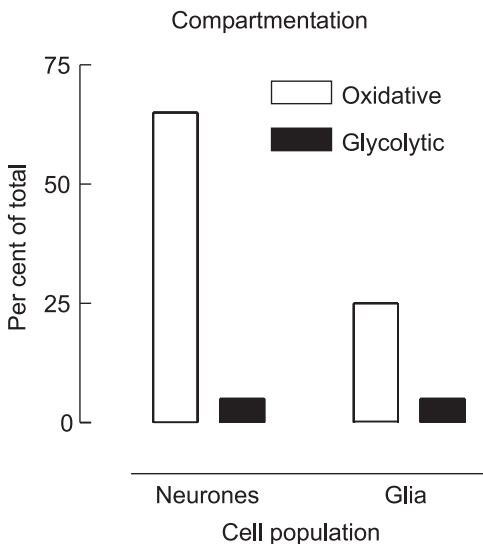 Compartmentation
75
Oxidative
Glycolytic
50
25
0
Per cent of total
Neurones
Glia
Cell population